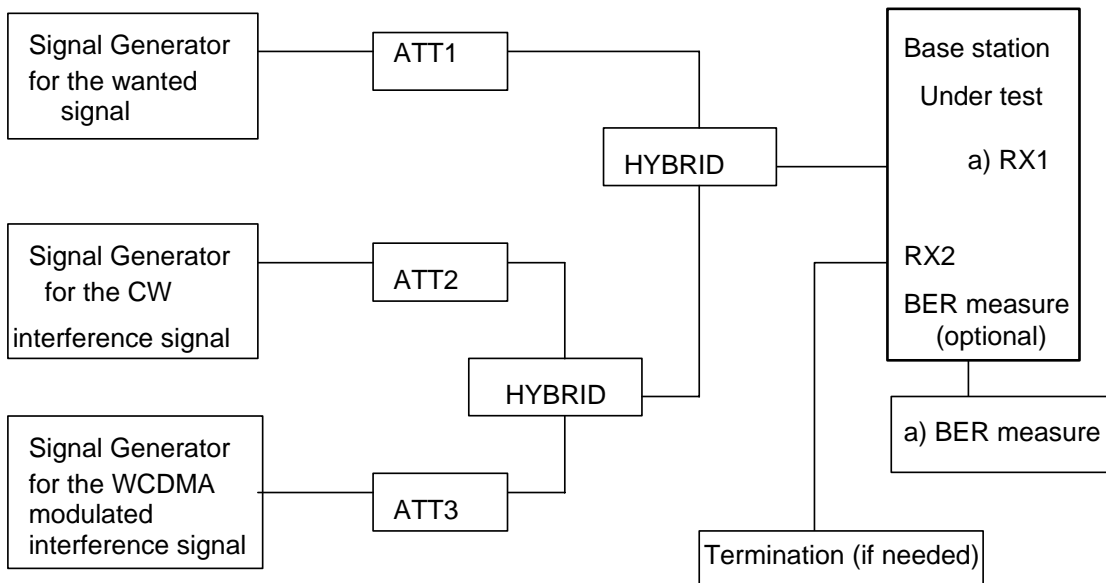 Signal Generator
for the wanted
signal
ATT1
HYBRID
Base station
Under test
a) RX1
RX2
BER measure
(optional)
Signal Generator
for the CW
interference signal
ATT2
HYBRID
a) BER measure
Signal Generator
for the WCDMA
modulated
interference signal
ATT3
Termination (if needed)